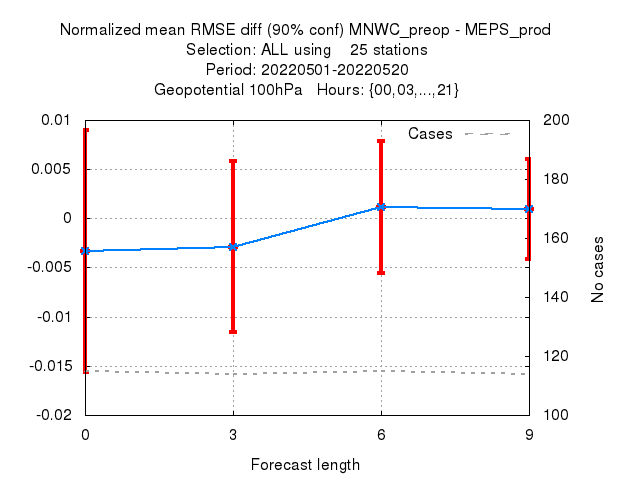 Normalized mean RMSE diff (90% conf) MNWC_preop - MEPS_prod
Selection: ALL using    25 stations
Period: 20220501-20220520
Geopotential 100hPa   Hours: {00,03,...,21}
Cases
0.01
0.005
0
-0.005
-0.01
-0.015
-0.02
200
180
160
140
120
100
No cases
0 3 6 9
Forecast length